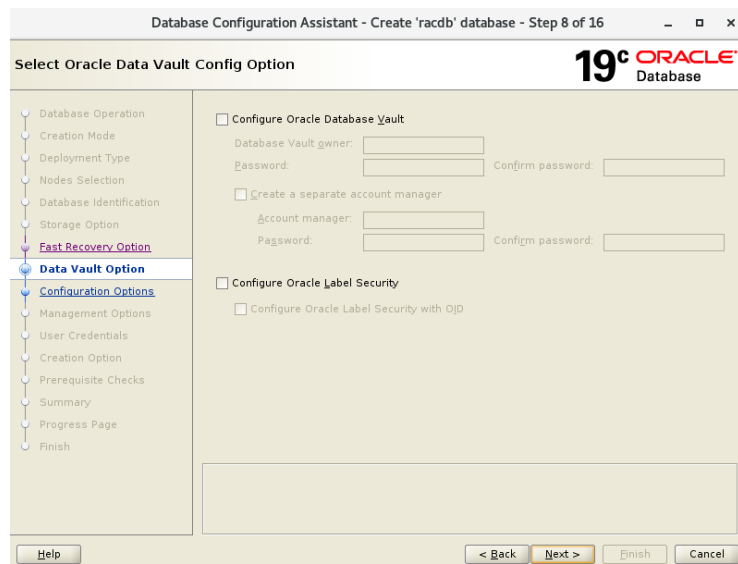 Database Configuration Assistant - Create 'racdb' database - Step 8 of 16
Select Oracle Data Vault Config Option
19c ORACLE
Database
Database Operation
Creation Mode
Deployment Type
Nodes Selection
Database Identification
Storage Option
Fast Recovery Option
Data Vault Option
Configuration Options
Management Options
User Credentials
Creation Option
Prerequisite Checks
Summary
Progress Page
Finish
Configure Oracle Database Vault
Database Vault owner:
Password: Confirm password:
Create a separate account manager
Account manager:
Password: Confirm password:
Configure Oracle Label Security
Configure Oracle Label Security with OID
Help < Back Next > Finish Cancel